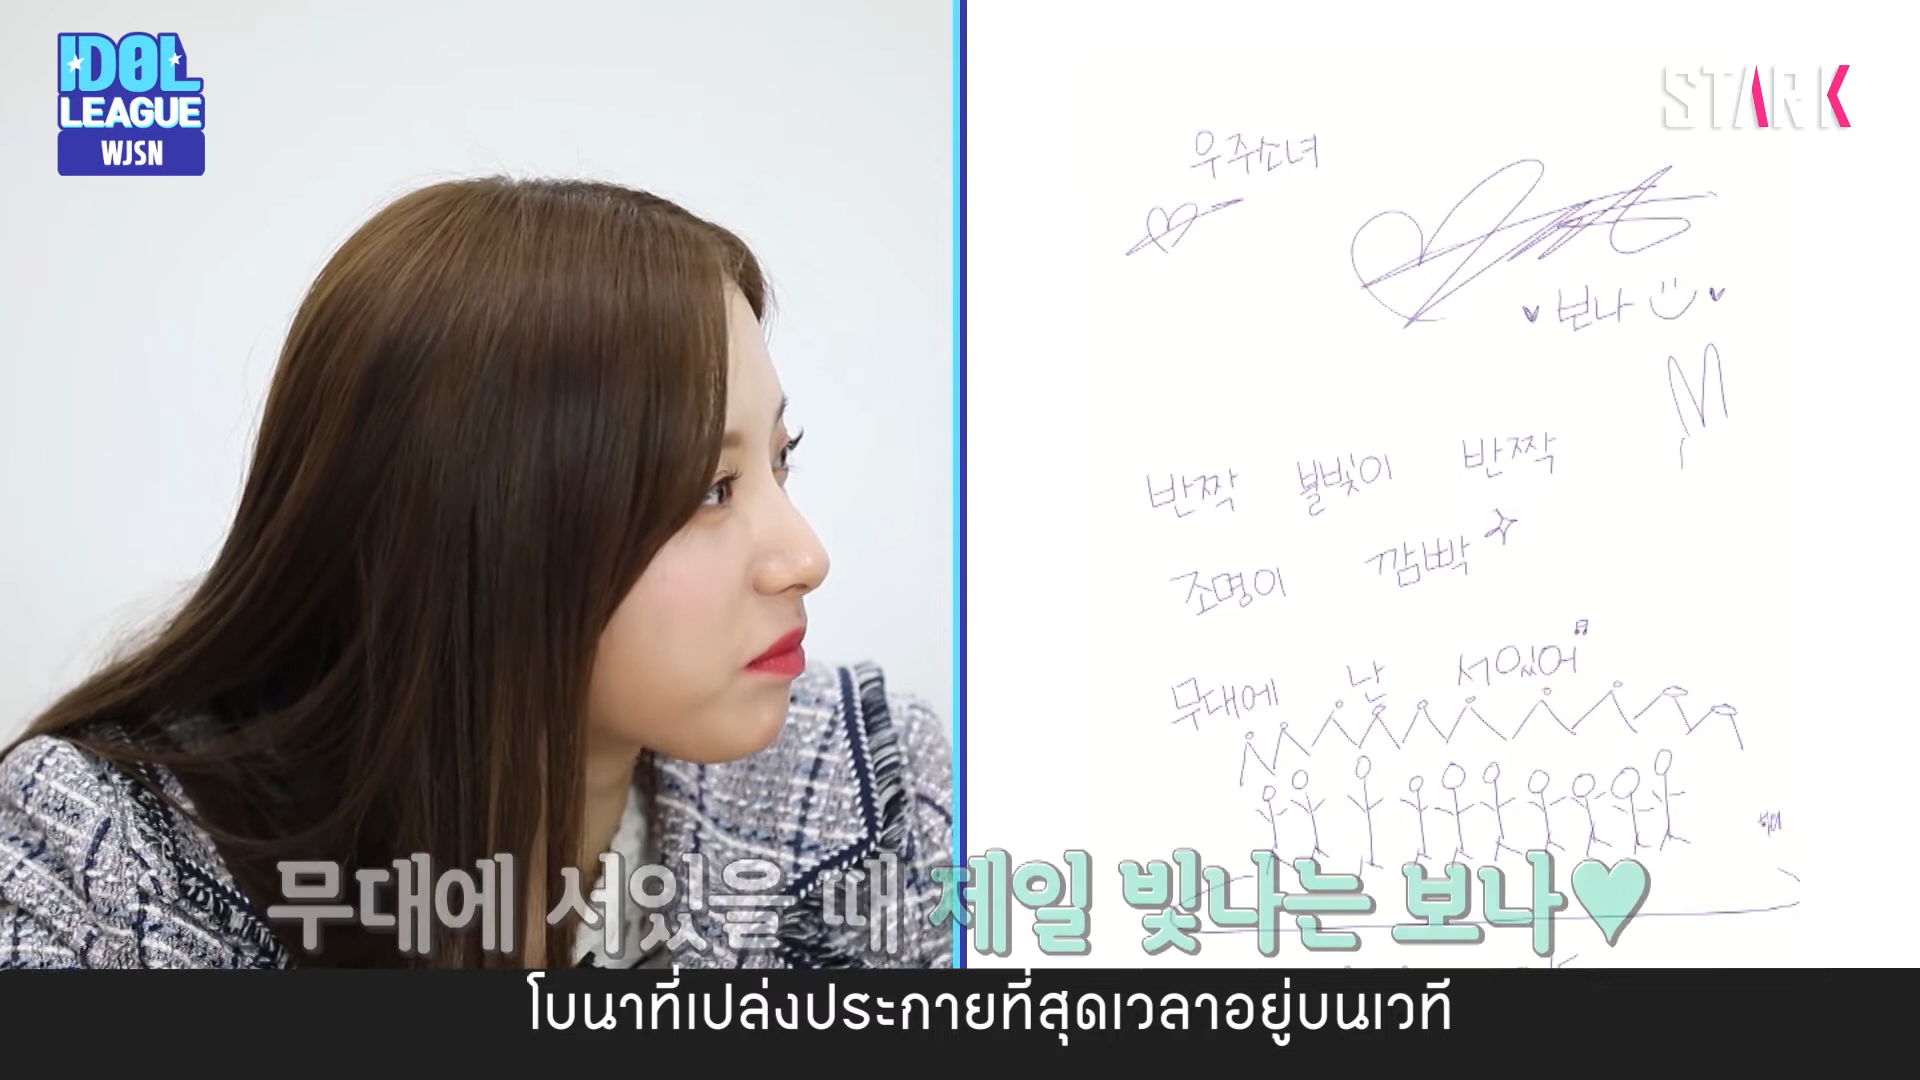 IDOL
LEAGUE
WJSN
STARK
우주소녀
보나
반짝 불빛이 반짝
조명이 깜빡
무대에 난 서있어
무대에 서있을 때 제일 빛나는 보나♥
โบนาที่เปล่งประกายที่สุดเวลาอยู่บนเวที